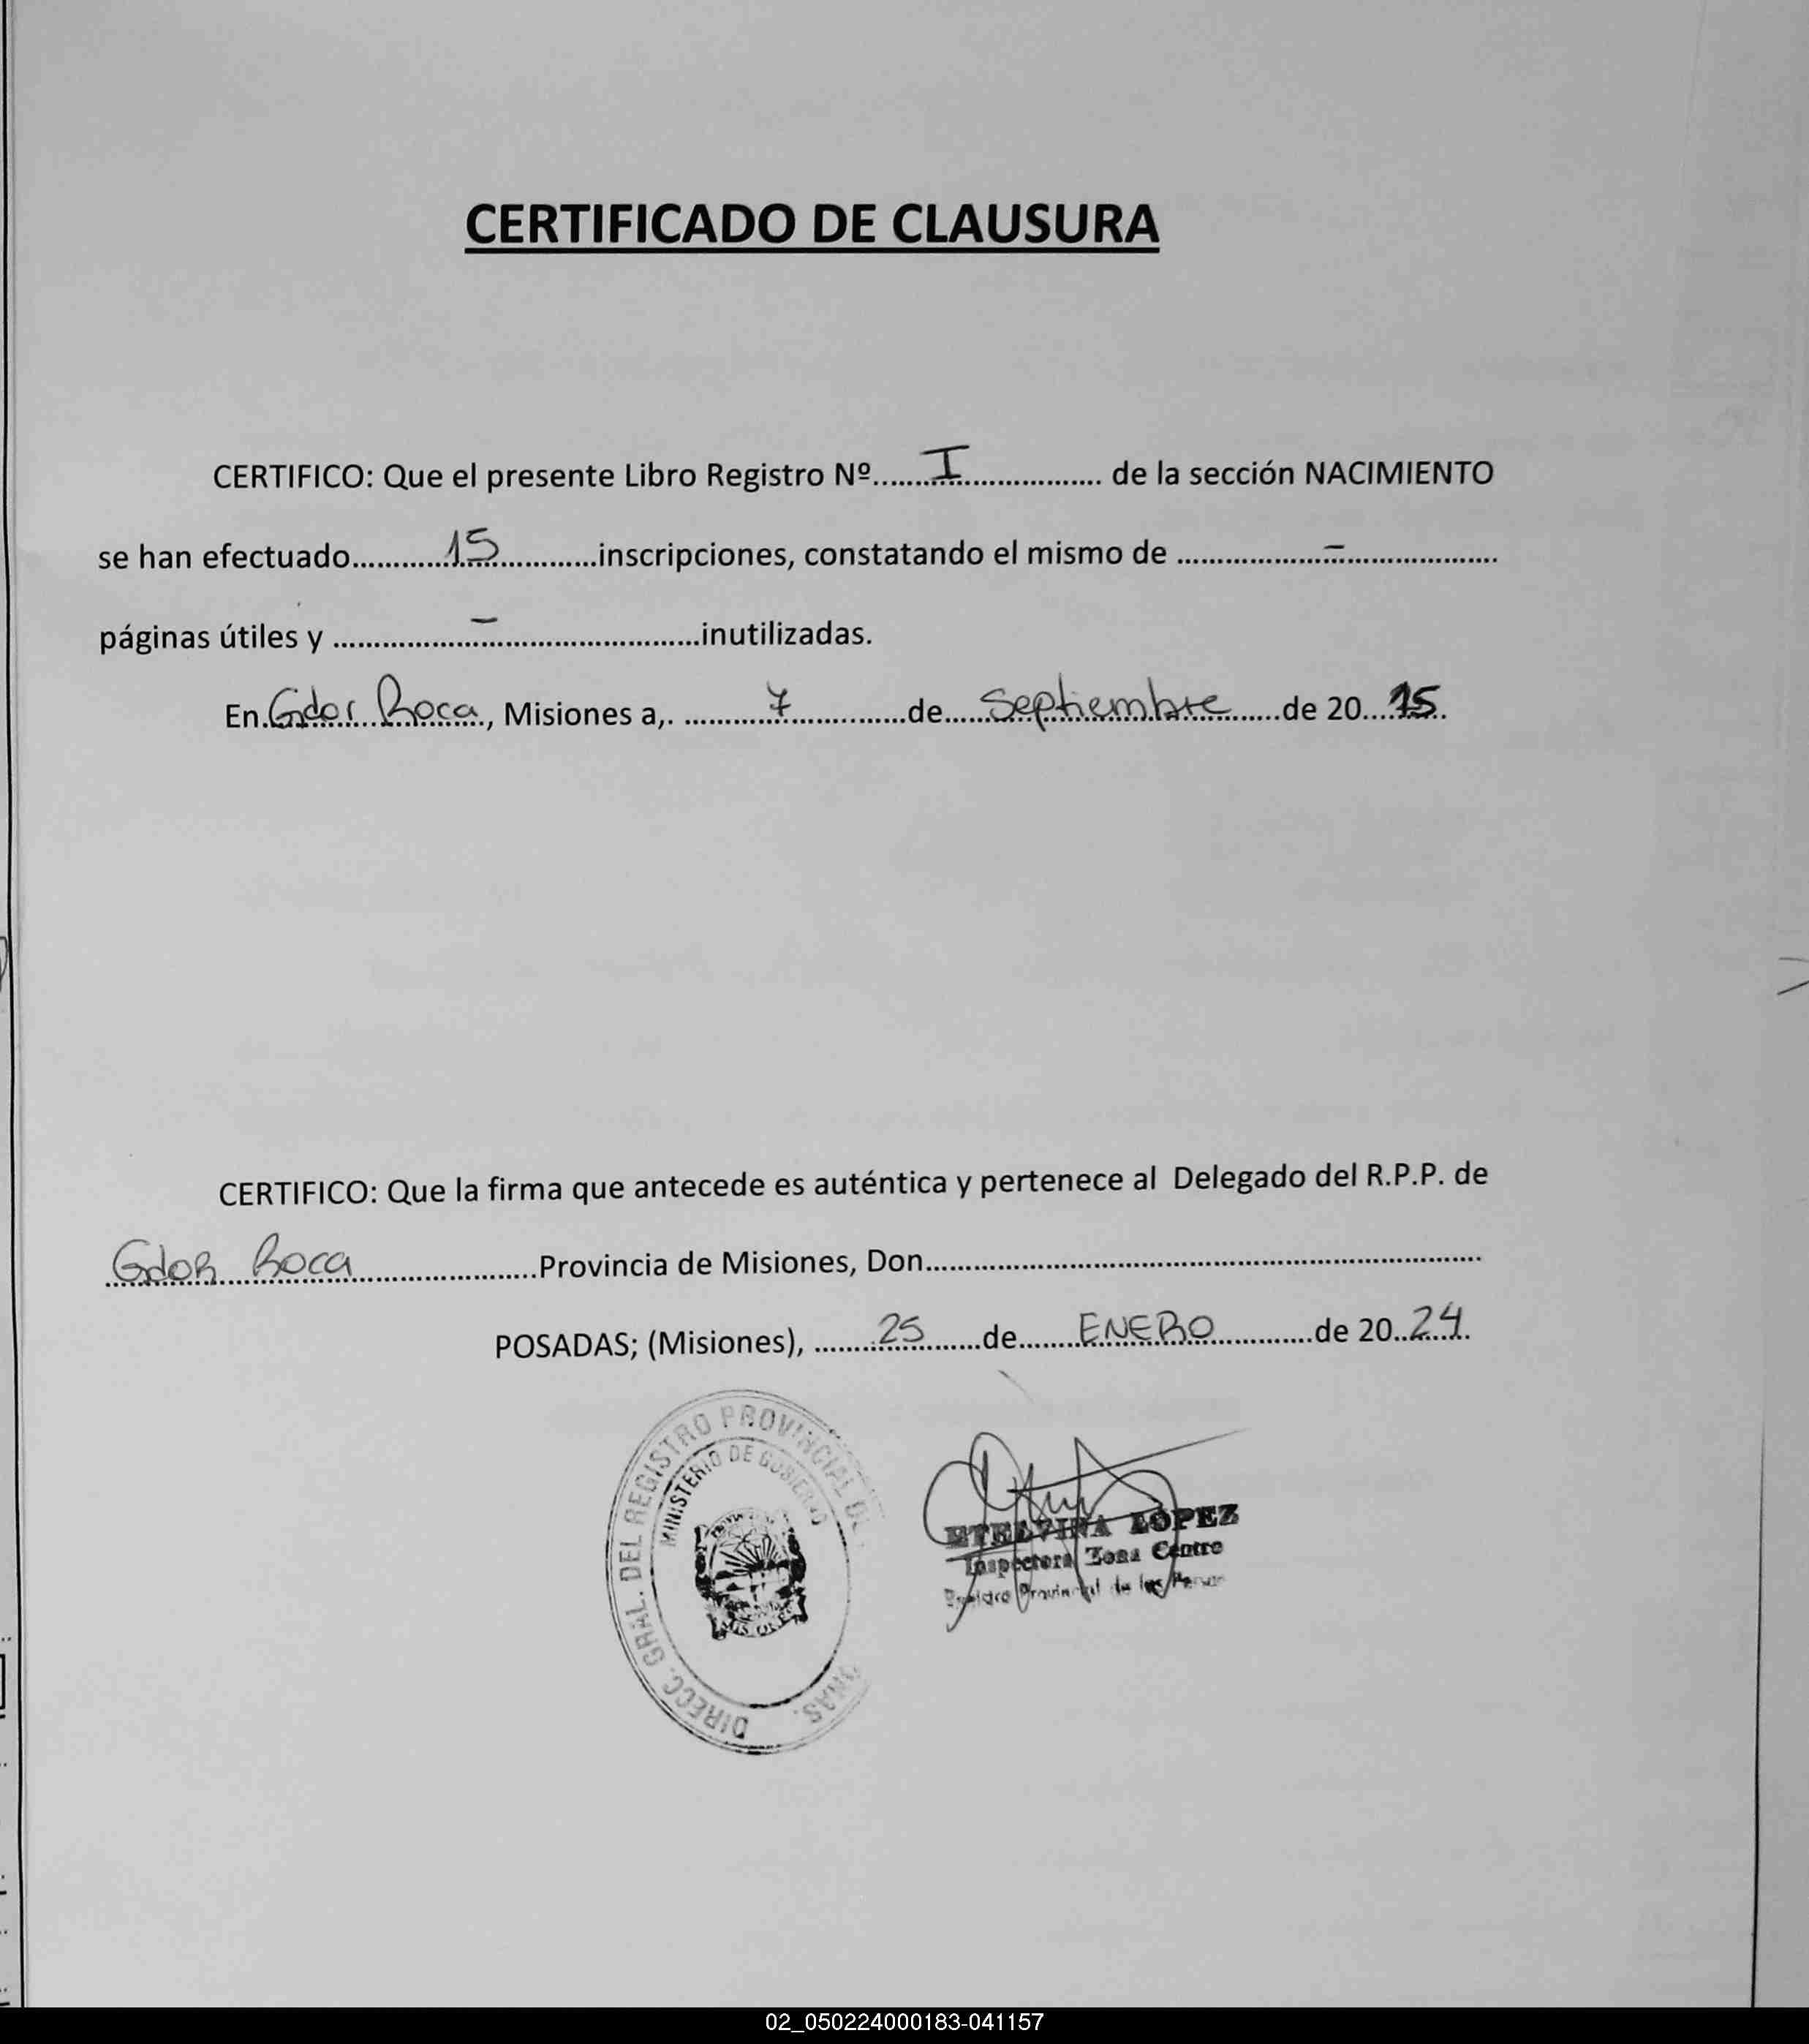 CERTIFICADO DE CLAUSURA
CERTIFICO: Que el presente Libro Registro Nº.......I................ de la sección NACIMIENTO
se han efectuado...........15............inscripciones, constatando el mismo de ..................–..................
páginas útiles y ..................–..........................inutilizadas.
En.Gdor Roca., Misiones a,. ..........7..............de.....Septiembre......de 20....15.
CERTIFICO: Que la firma que antecede es auténtica y pertenece al Delegado del R.P.P. de
Gdor Roca......................Provincia de Misiones, Don......................................................................
POSADAS; (Misiones), .......25.......de.......ENERO............de 20..24.
DIRECC. GRAL. DEL REGISTRO PROVINCIAL DE
MINISTERIO DE GOBIERNO
ETELVINA LOPEZ
Inspectora Zona Centro
Registro Provincial de las
02_050224000183-041157